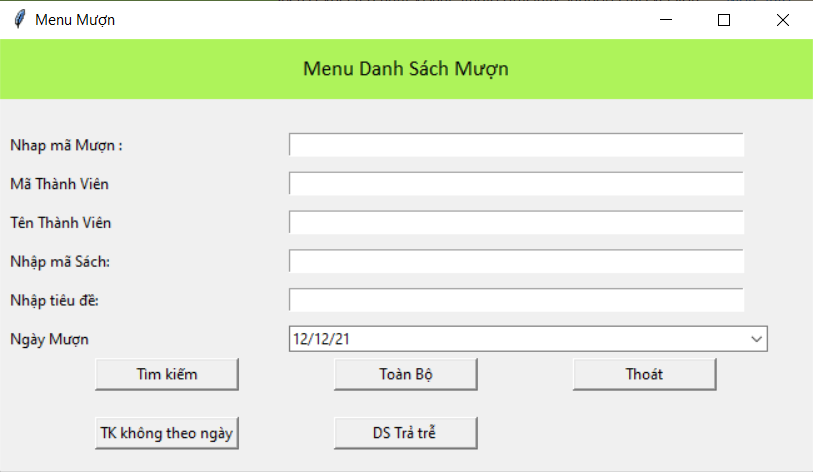 Menu Mượn
Menu Danh Sách Mượn
Nhap mã Mượn :
Mã Thành Viên
Tên Thành Viên
Nhập mã Sách:
Nhập tiêu đề:
Ngày Mượn 12/12/21
Tìm kiếm Toàn Bộ Thoát
TK không theo ngày DS Trả trễ